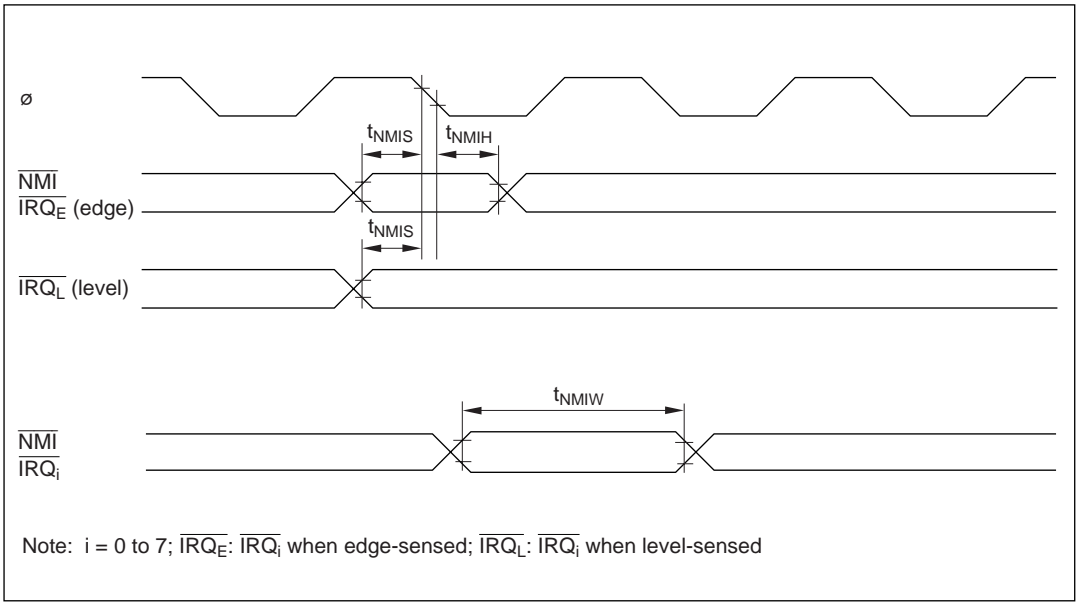 ø
tNMIS tNMIH
NMI
IRQE (edge)
tNMIS
IRQL (level)
tNMIW
NMI
IRQi
Note: i = 0 to 7; IRQE: IRQi when edge-sensed; IRQL: IRQi when level-sensed